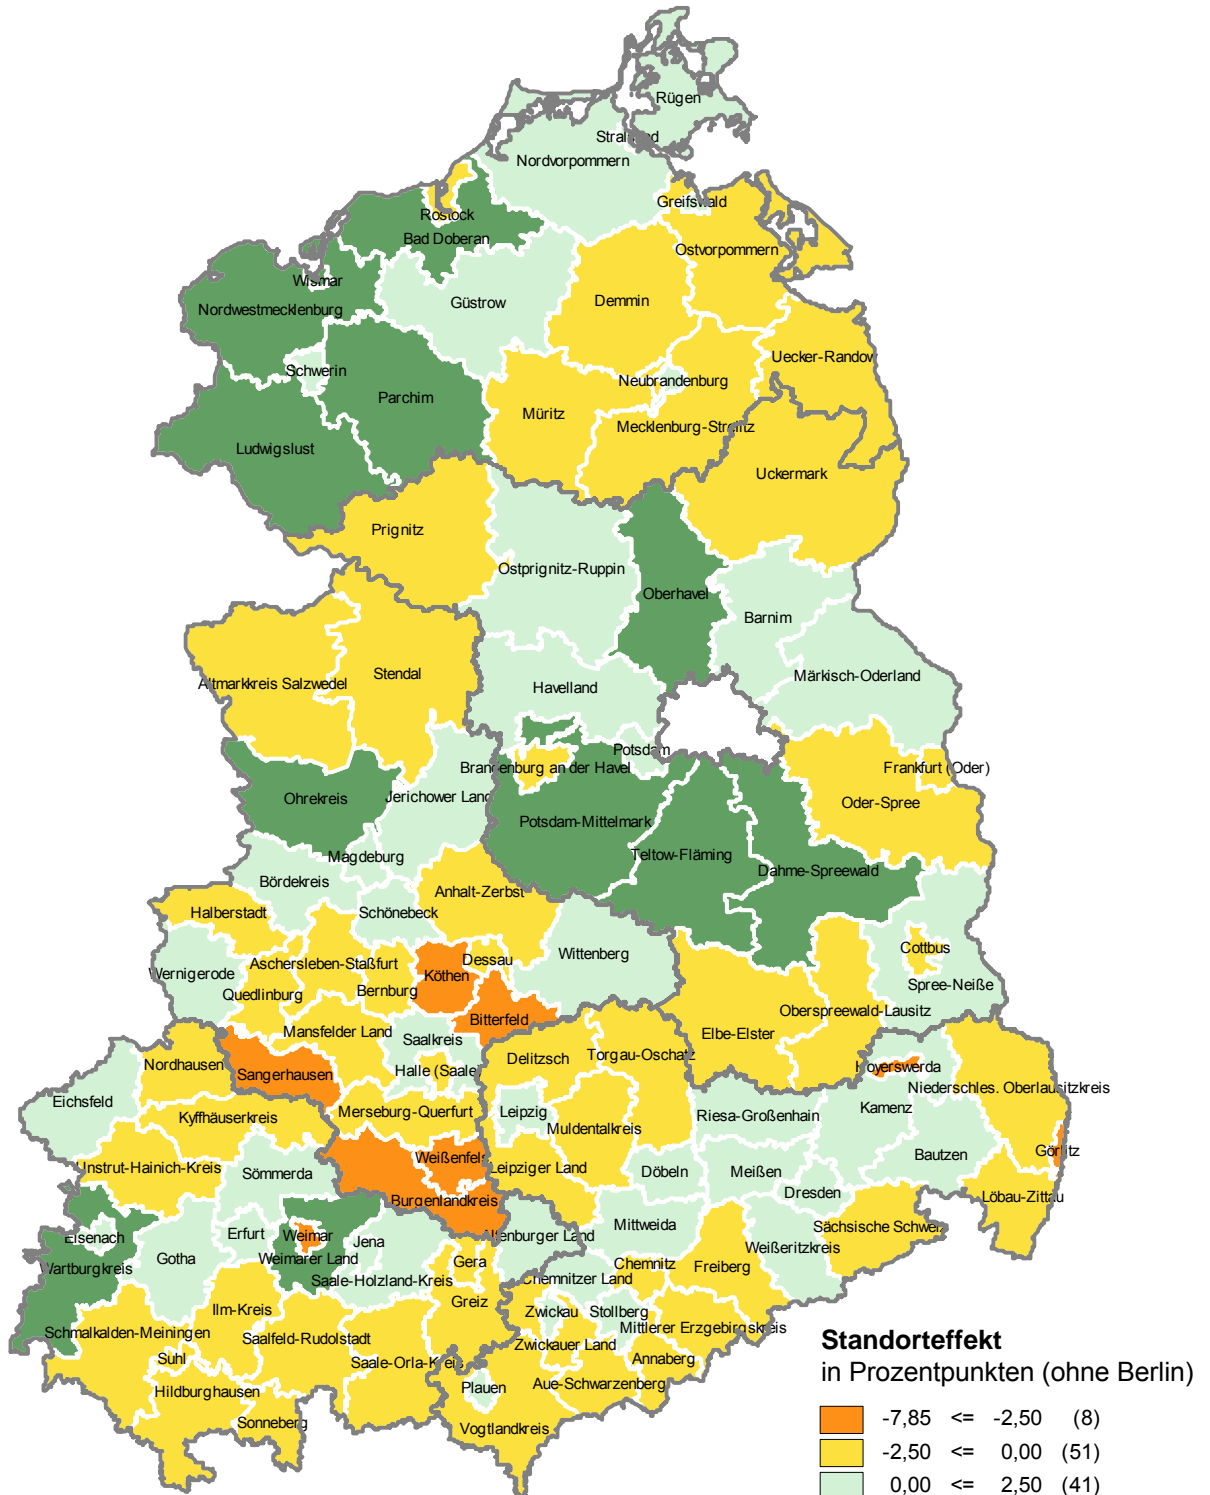 Rügen
Stralsund
Nordvorpommern
Greifswald
Rostock
Bad Doberan
Ostvorpommern
Wismar
Nordwestmecklenburg
Güstrow
Demmin
Uecker-Randow
Schwerin
Neubrandenburg
Parchim
Müritz
Mecklenburg-Strelitz
Ludwigslust
Uckermark
Prignitz
Ostprignitz-Ruppin
Oberhavel
Barnim
Stendal
Altmarkkreis Salzwedel
Havelland
Märkisch-Oderland
Potsdam
Brandenburg an der Havel
Frankfurt (Oder)
Ohrekreis
Jerichower Land
Oder-Spree
Potsdam-Mittelmark
Magdeburg
Teltow-Fläming
Dahme-Spreewald
Bördekreis
Anhalt-Zerbst
Halberstadt
Schönebeck
Wernigerode
Aschersleben-Staßfurt
Dessau
Wittenberg
Cottbus
Köthen
Quedlinburg
Bernburg
Spree-Neiße
Bitterfeld
Oberspreewald-Lausitz
Mansfelder Land
Saalkreis
Elbe-Elster
Nordhausen
Sangerhausen
Halle (Saale)
Delitzsch
Torgau-Oschatz
Hoyerswerda
Niederschles. Oberlausitzkreis
Eichsfeld
Kyffhäuserkreis
Merseburg-Querfurt
Leipzig
Muldentalkreis
Riesa-Großenhain
Kamenz
Unstrut-Hainich-Kreis
Sömmerda
Weißenfels
Leipziger Land
Döbeln
Meißen
Bautzen
Görlitz
Burgenlandkreis
Dresden
Löbau-Zittau
Eisenach
Erfurt
Weimar
Jena
Altenburger Land
Mittweida
Sächsische Schweiz
Wartburgkreis
Gotha
Weimarer Land
Gera
Chemnitz
Freiberg
Weißeritzkreis
Saale-Holzland-Kreis
Chemnitzer Land
Ilm-Kreis
Greiz
Zwickau
Stollberg
Schmalkalden-Meiningen
Saalfeld-Rudolstadt
Mittlerer Erzgebirgskreis
Suhl
Saale-Orla-Kreis
Zwickauer Land
Annaberg
Hildburghausen
Plauen
Aue-Schwarzenberg
Sonneberg
Vogtlandkreis
Standorteffekt
in Prozentpunkten (ohne Berlin)
-7,85 <= -2,50 (8)
-2,50 <= 0,00 (51)
0,00 <= 2,50 (41)